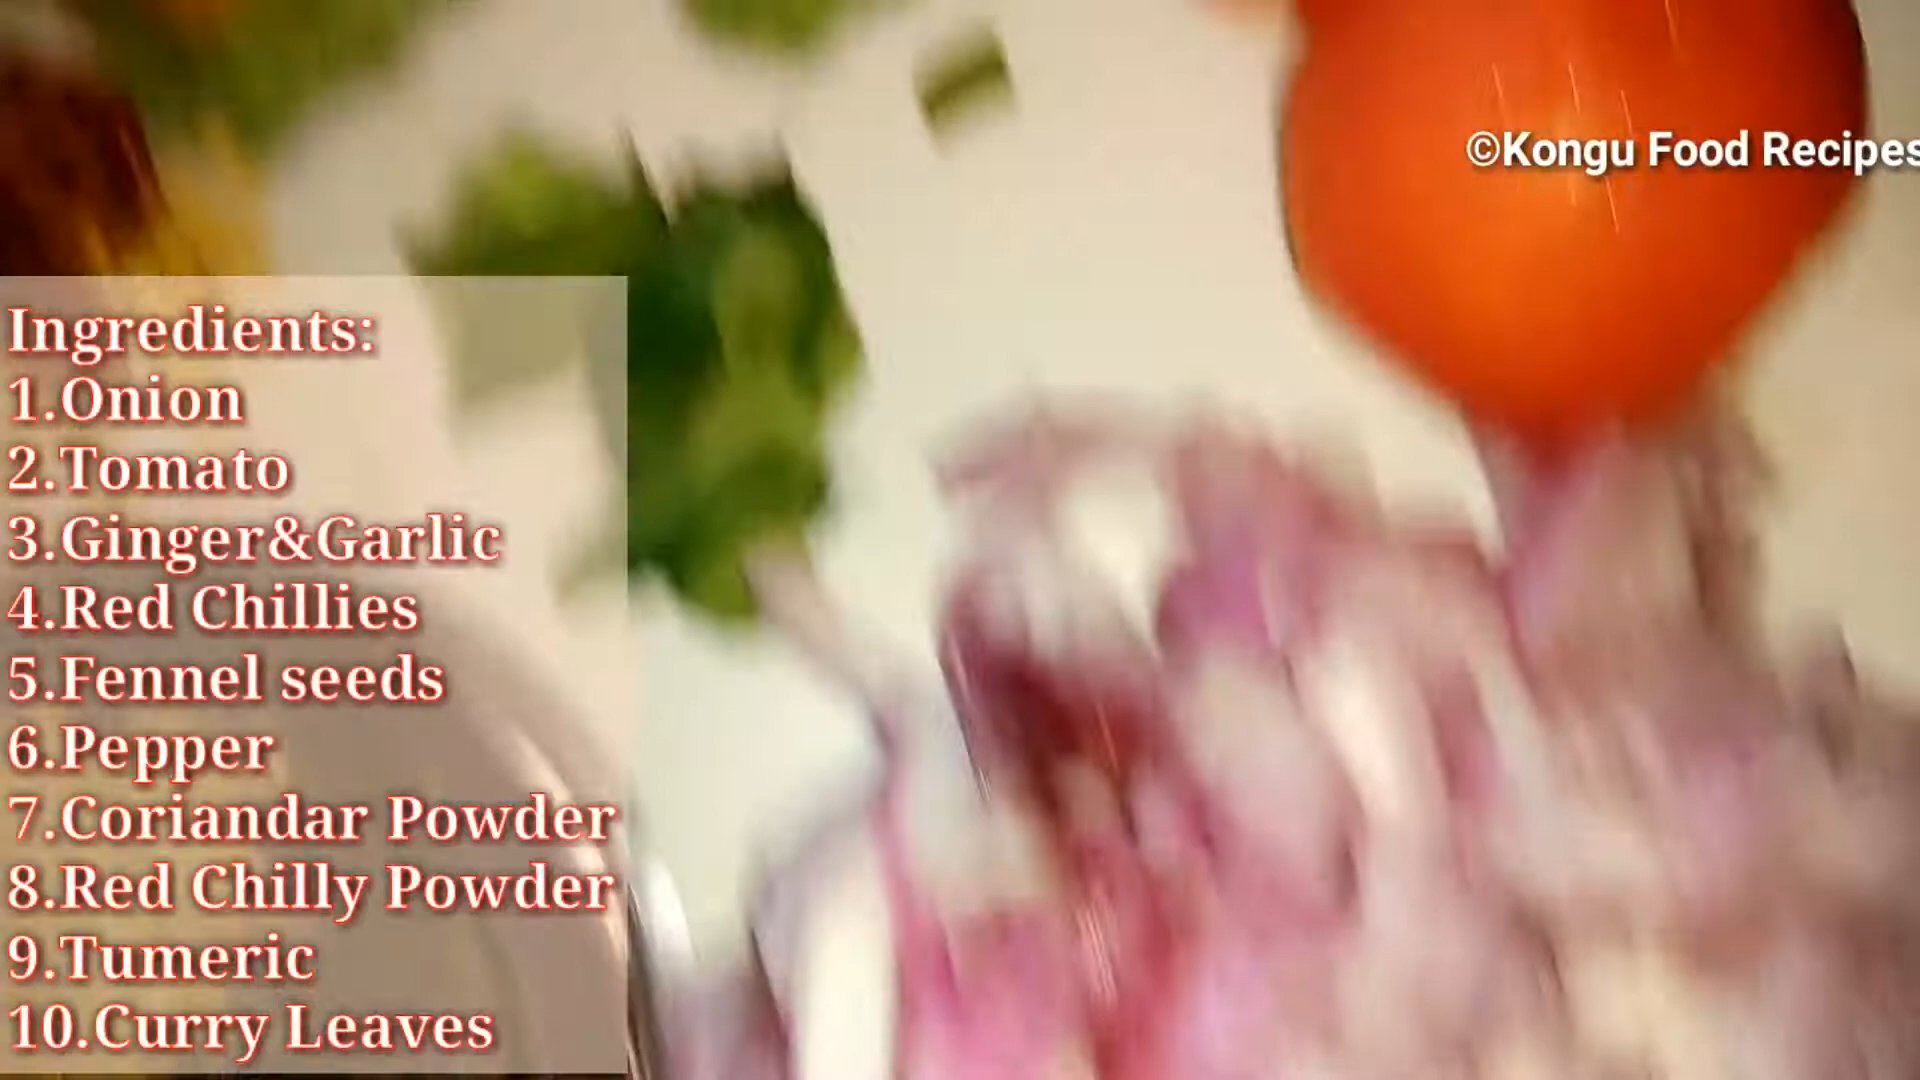 ©Kongu Food Recipes
Ingredients:
1.Onion
2.Tomato
3.Ginger&Garlic
4.Red Chillies
5.Fennel seeds
6.Pepper
7.Coriandar Powder
8.Red Chilly Powder
9.Tumeric
10.Curry Leaves